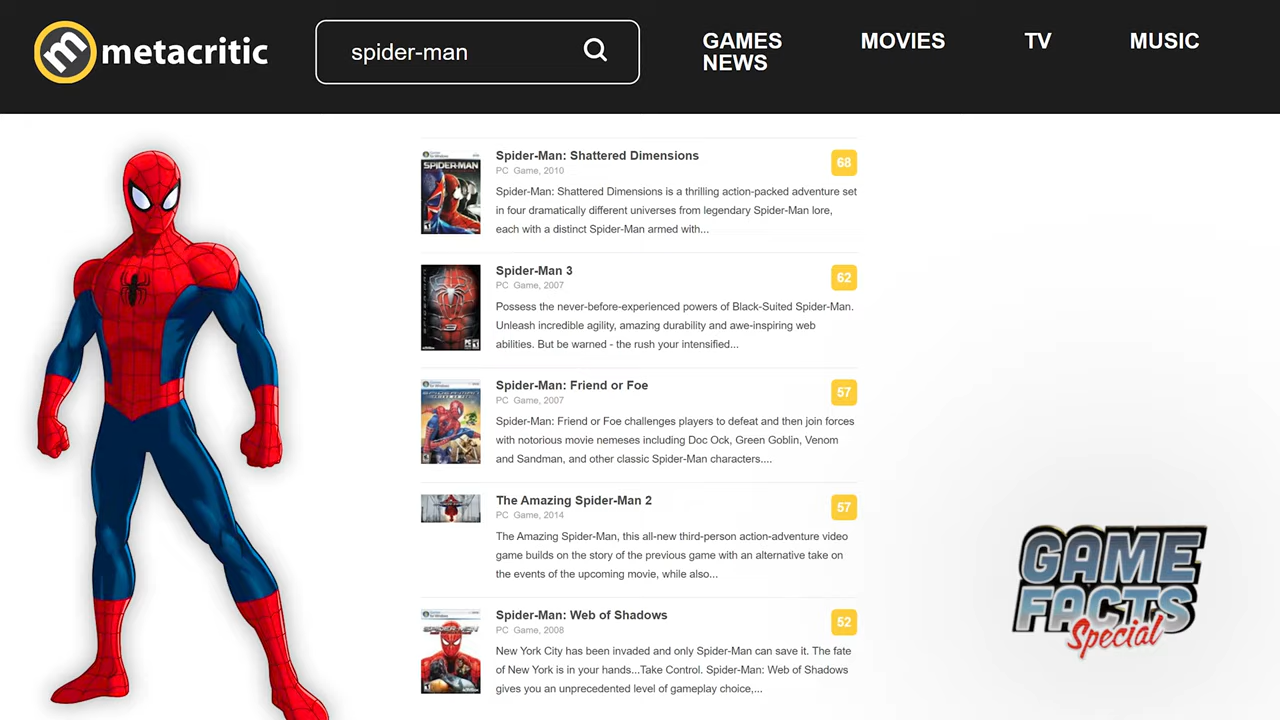 metacritic
spider-man
GAMES
MOVIES
TV
MUSIC
NEWS
Spider-Man: Shattered Dimensions
68
PC Game, 2010
Spider-Man: Shattered Dimensions is a thrilling action-packed adventure set
in four dramatically different universes from legendary Spider-Man lore,
each with a distinct Spider-Man armed with...
SPIDER-MAN
Spider-Man 3
62
PC Game, 2007
Possess the never-before-experienced powers of Black-Suited Spider-Man.
Unleash incredible agility, amazing durability and awe-inspiring web
abilities. But be warned - the rush your intensified...
Spider-Man: Friend or Foe
57
PC Game, 2007
Spider-Man: Friend or Foe challenges players to defeat and then join forces
with notorious movie nemeses including Doc Ock, Green Goblin, Venom
and Sandman, and other classic Spider-Man characters....
The Amazing Spider-Man 2
57
PC Game, 2014
The Amazing Spider-Man, this all-new third-person action-adventure video
game builds on the story of the previous game with an alternative take on
the events of the upcoming movie, while also...
Spider-Man: Web of Shadows
52
PC Game, 2008
New York City has been invaded and only Spider-Man can save it. The fate
of New York is in your hands...Take Control. Spider-Man: Web of Shadows
gives you an unprecedented level of gameplay choice,...
GAME
FACTS
Special